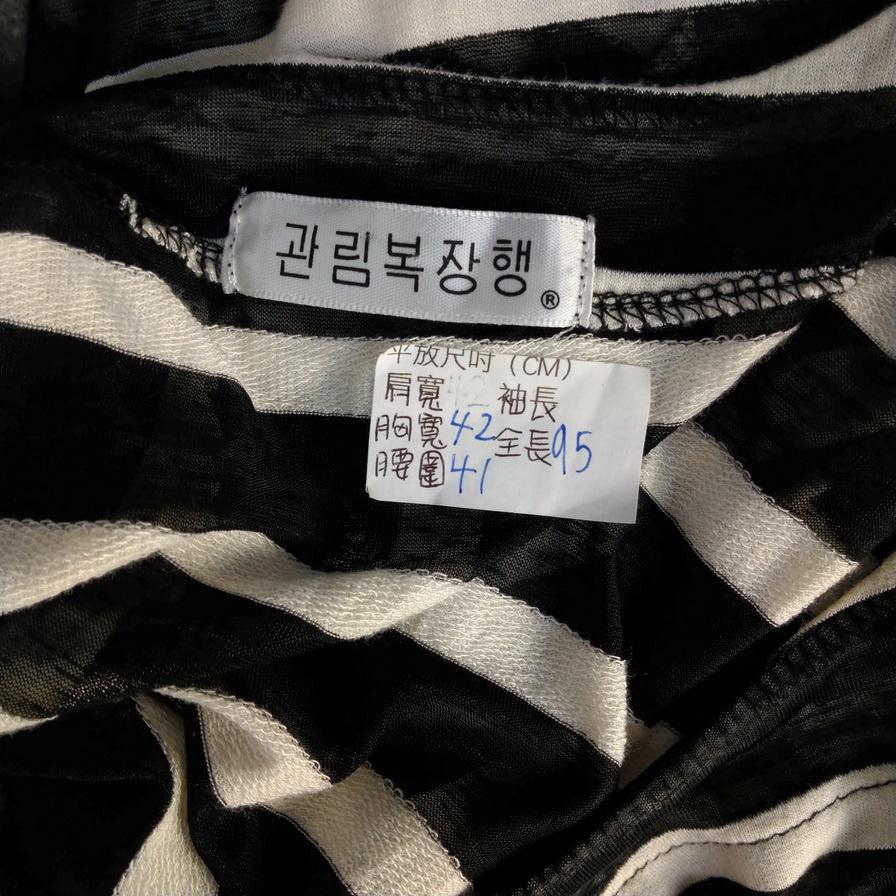 관림복장행®
平放尺吋（CM）
肩寬 42 袖長
胸寬 42 全長 95
腰圍 41